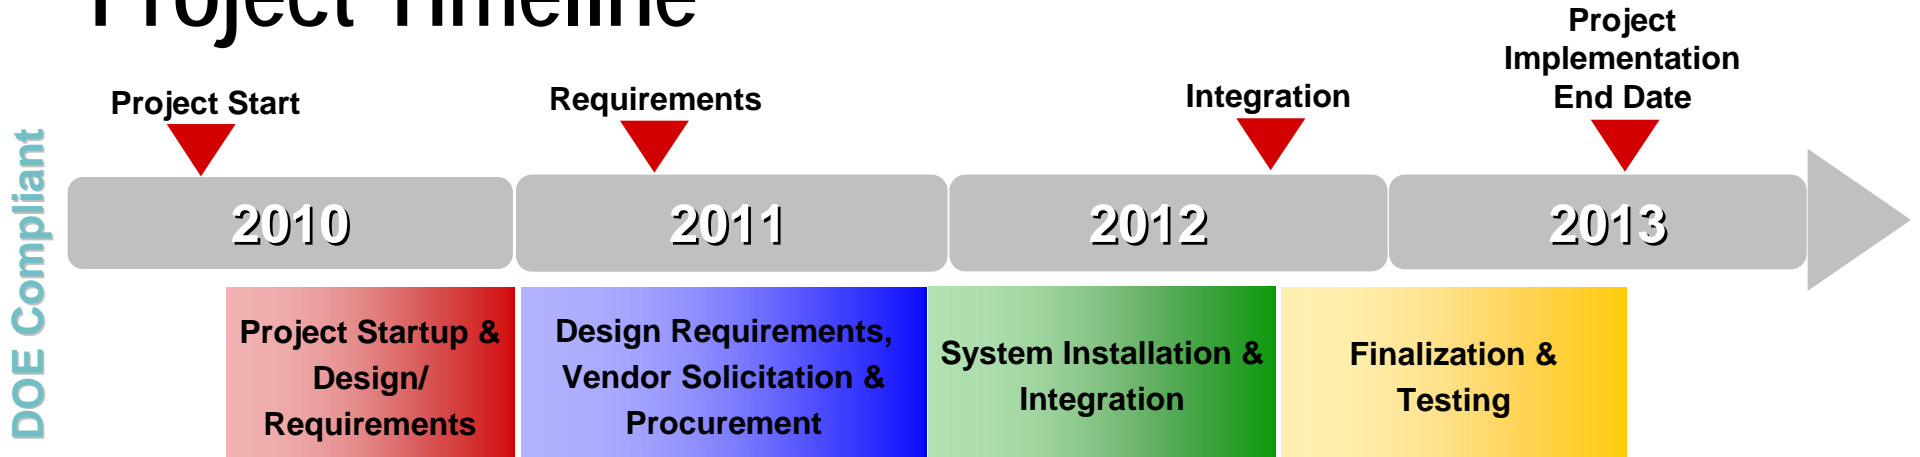 Project Timeline
Project Start
Requirements
Integration
Project
Implementation
End Date
DOE Compliant
2010
2011
2012
2013
Project Startup &
Design/
Requirements
Design Requirements,
Vendor Solicitation &
Procurement
System Installation &
Integration
Finalization &
Testing